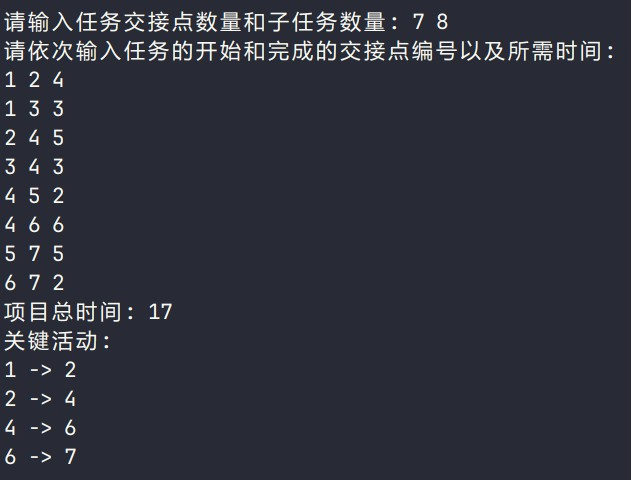 请输入任务交接点数量和子任务数量: 7 8
请依次输入任务的开始和完成的交接点编号以及所需时间:
1 2 4
1 3 3
2 4 5
3 4 3
4 5 2
4 6 6
5 7 5
6 7 2
项目总时间: 17
关键活动:
1 -> 2
2 -> 4
4 -> 6
6 -> 7